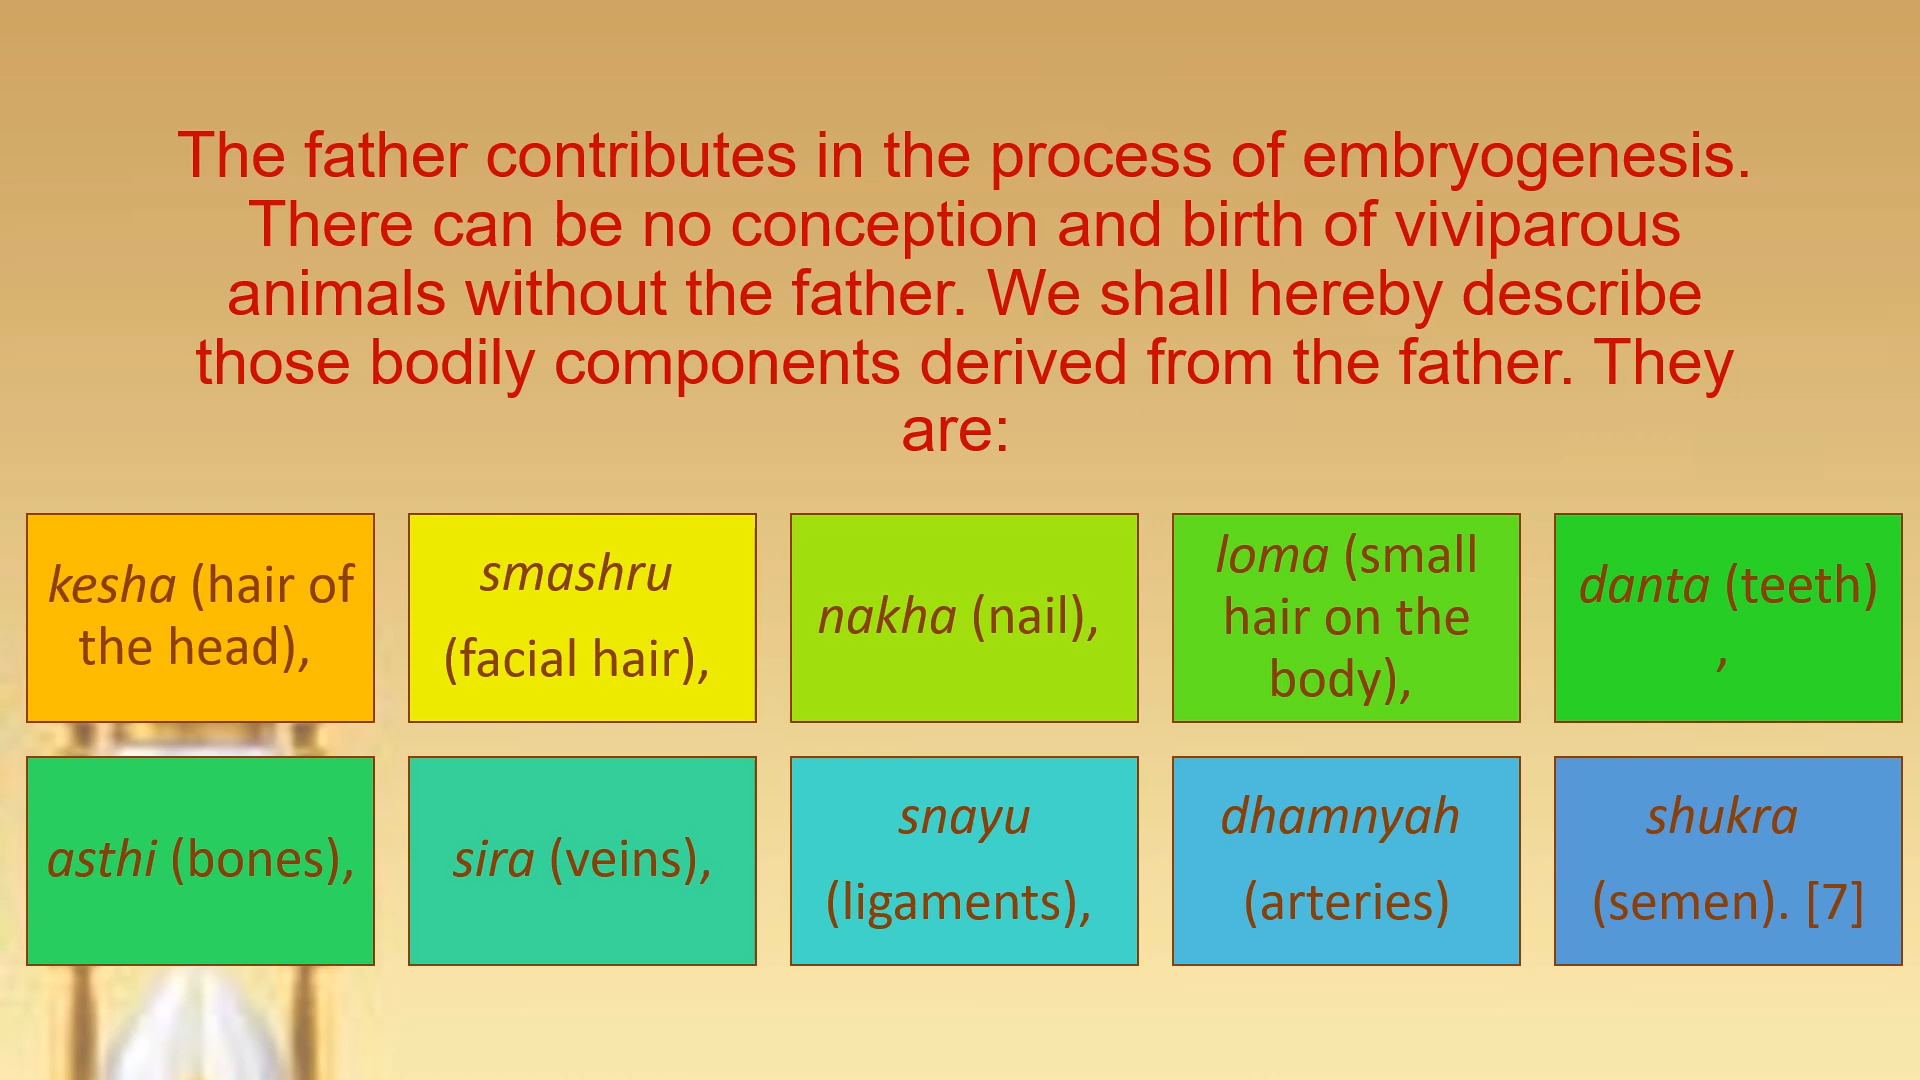 The father contributes in the process of embryogenesis.
There can be no conception and birth of viviparous
animals without the father. We shall hereby describe
those bodily components derived from the father. They
are:
kesha (hair of
the head),
smashru
(facial hair),
nakha (nail),
loma (small
hair on the
body),
danta (teeth)
,
asthi (bones),
sira (veins),
snayu
(ligaments),
dhamnyah
(arteries)
shukra
(semen). [7]